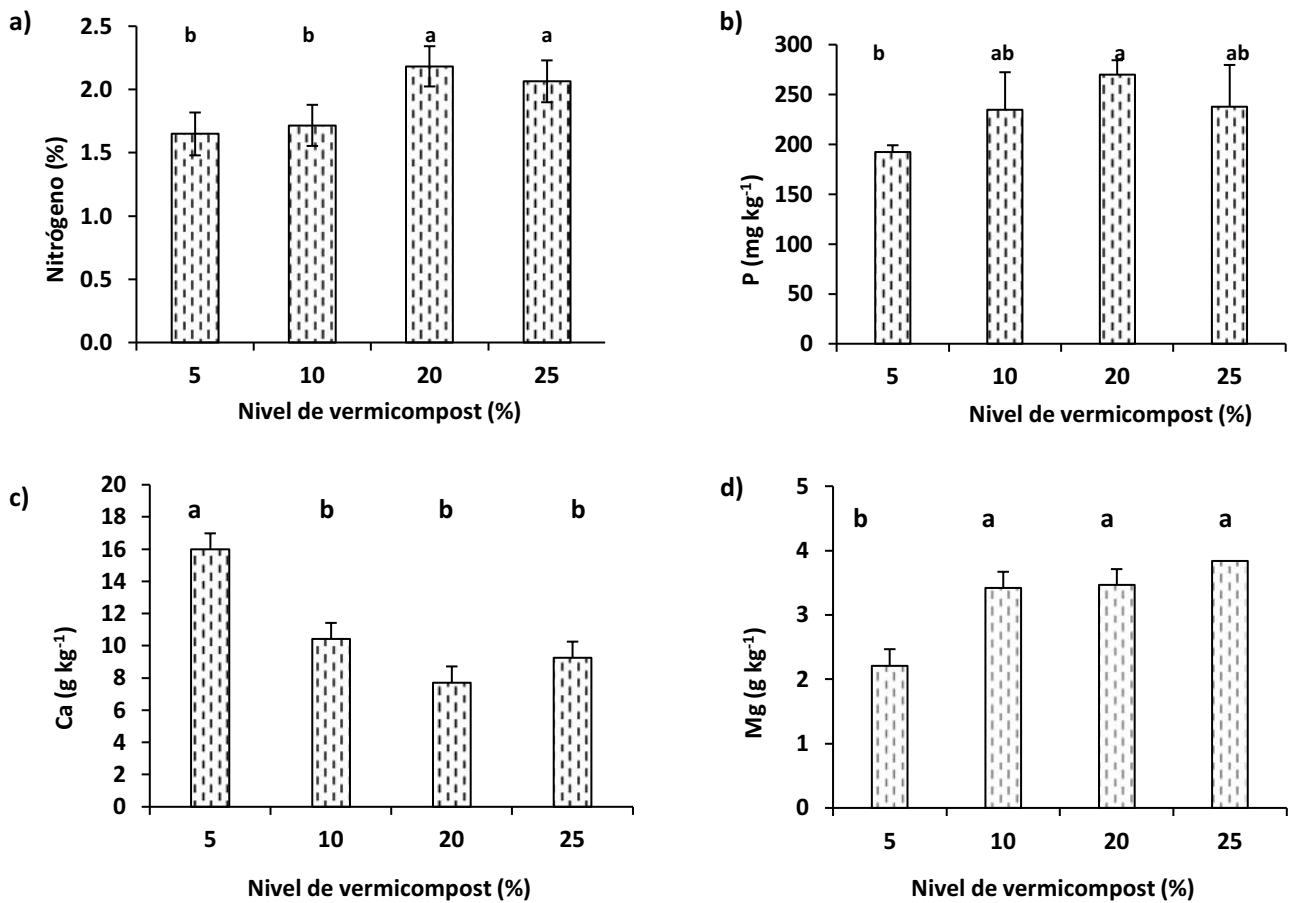 a)
b b a a
2.5
2.0
1.5
1.0
0.5
0.0
Nitrógeno (%)
5 10 20 25
Nivel de vermicompost (%)
b)
b ab a ab
300
250
200
150
100
50
0
P (mg kg-1)
5 10 20 25
Nivel de vermicompost (%)
c)
a b b b
20
18
16
14
12
10
8
6
4
2
0
Ca (g kg-1)
5 10 20 25
Nivel de vermicompost (%)
d)
b a a a
5
4
3
2
1
0
Mg (g kg-1)
5 10 20 25
Nivel de vermicompost (%)